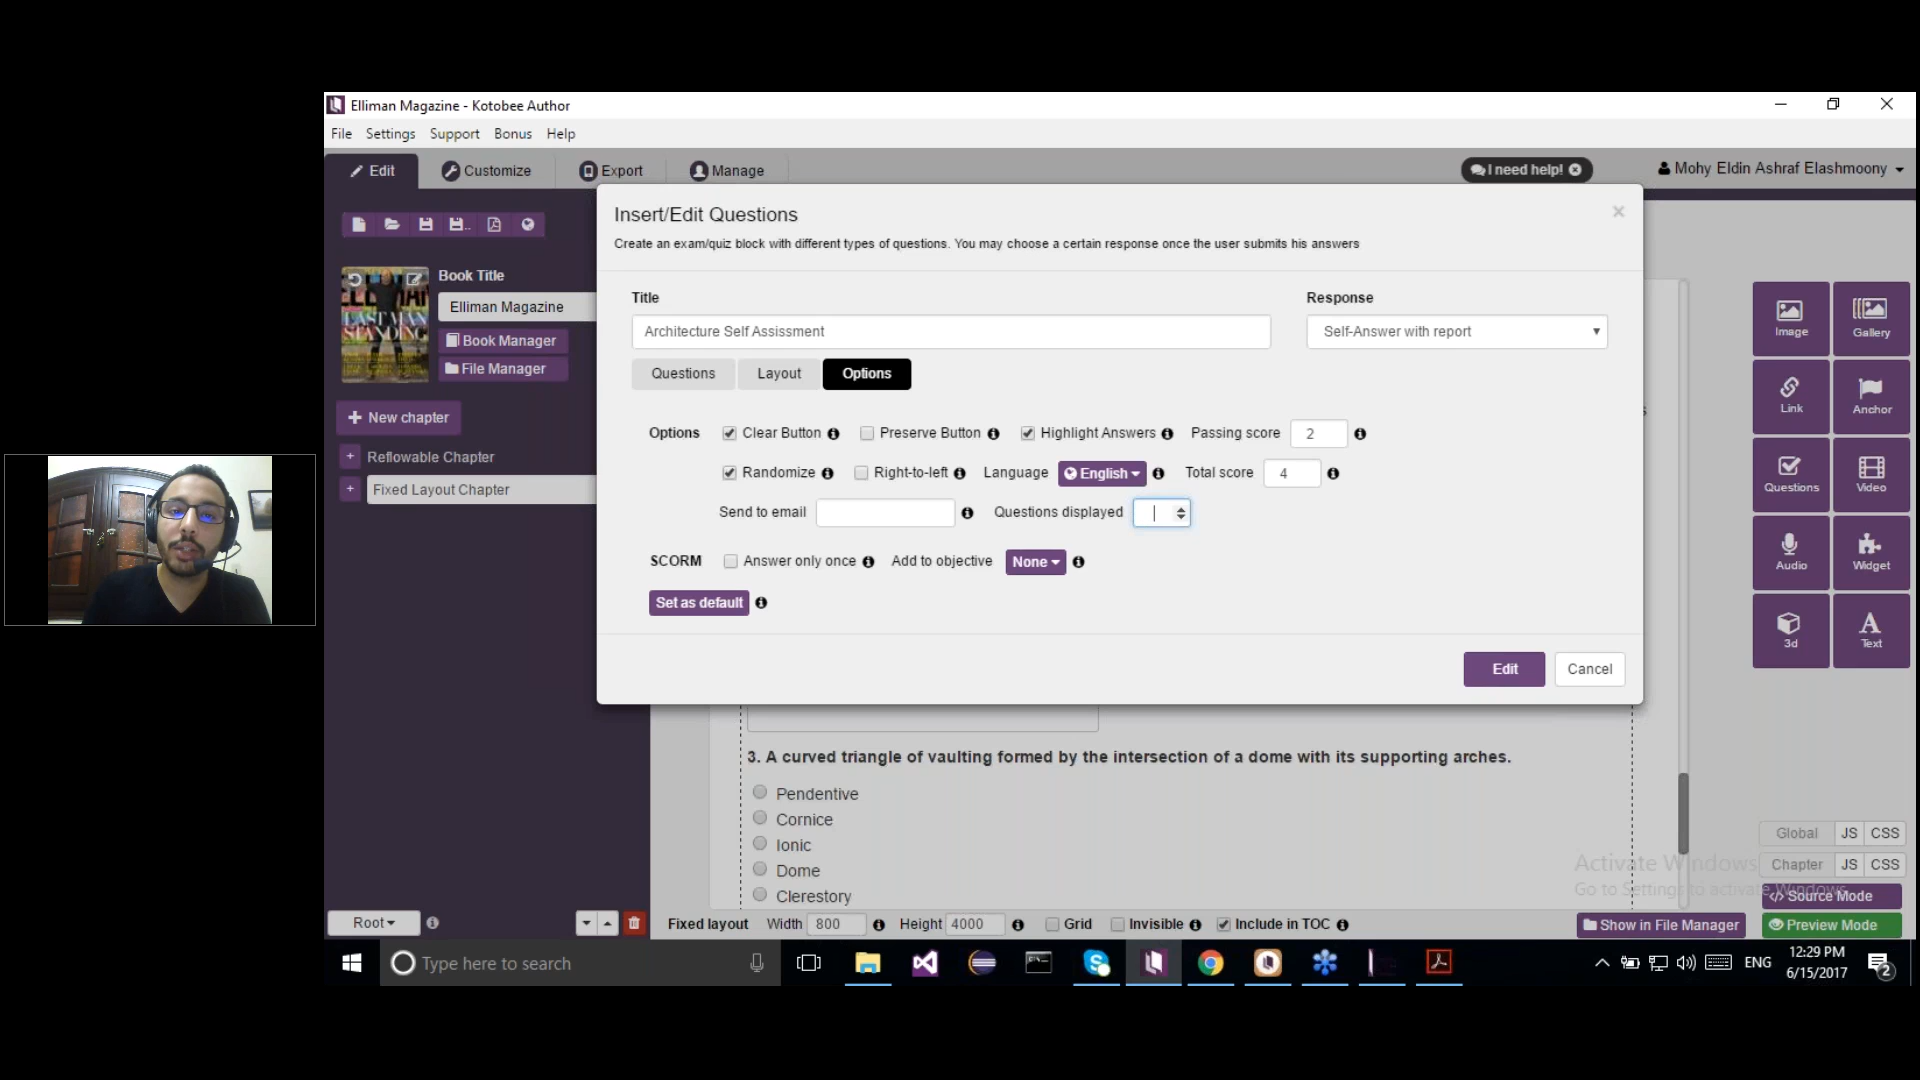 Elliman Magazine - Kotobee Author
File Settings Support Bonus Help
Edit Customize Export Manage
I need help! Mohy Eldin Ashraf Elashmoony
Book Title
Elliman Magazine
Book Manager
File Manager
LAST MAN
STANDING
New chapter
Reflowable Chapter
Fixed Layout Chapter
Insert/Edit Questions
Create an exam/quiz block with different types of questions. You may choose a certain response once the user submits his answers
Title Response
Architecture Self Assissment Self-Answer with report
Questions Layout Options
Options Clear Button Preserve Button Highlight Answers Passing score 2
Randomize Right-to-left Language English Total score 4
Send to email Questions displayed
SCORM Answer only once Add to objective None
Set as default
Edit Cancel
Image Gallery
Link Anchor
Questions Video
Audio Widget
3d Text
3. A curved triangle of vaulting formed by the intersection of a dome with its supporting arches.
Pendentive
Cornice
Ionic
Dome
Clerestory
Global JS CSS
Chapter JS CSS
Activate Windows
Go to Settings to activate Windows.
Source Mode
Root Fixed layout Width 800 Height 4000 Grid Invisible Include in TOC Show in File Manager Preview Mode
Type here to search
ENG 12:29 PM
6/15/2017
2